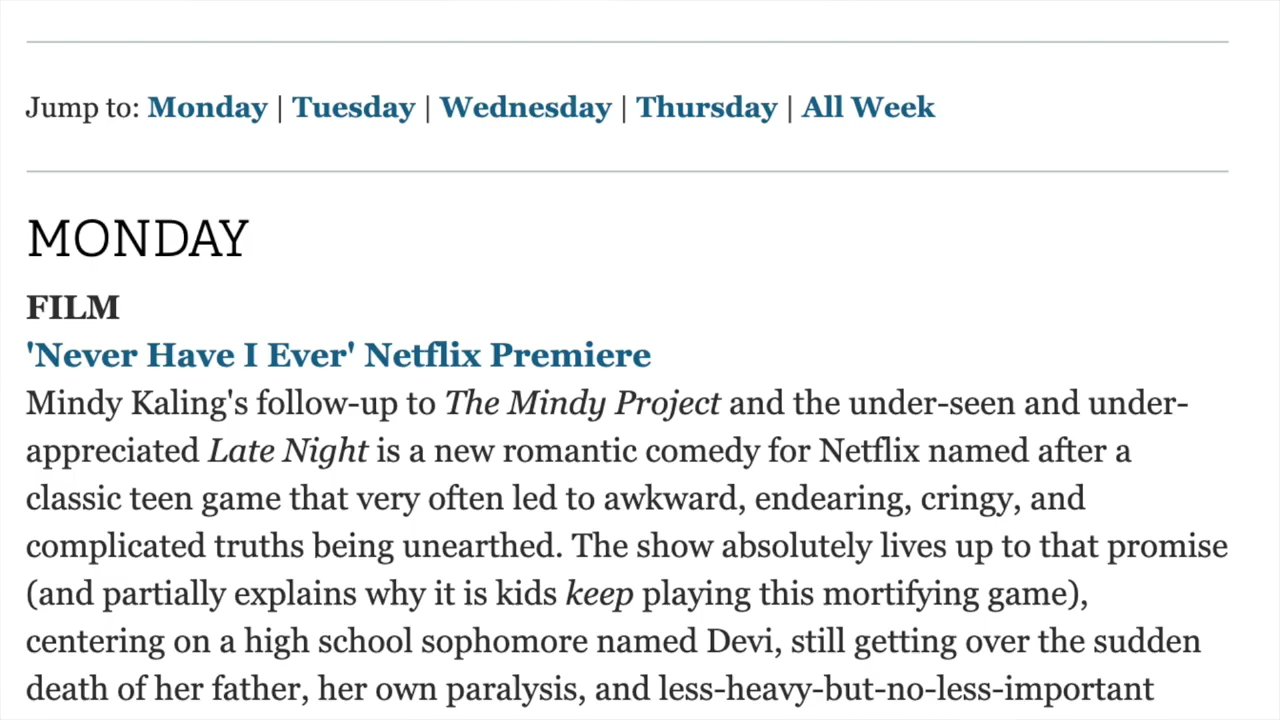 Jump to: Monday | Tuesday | Wednesday | Thursday | All Week
MONDAY
FILM
'Never Have I Ever' Netflix Premiere
Mindy Kaling's follow-up to The Mindy Project and the under-seen and under-
appreciated Late Night is a new romantic comedy for Netflix named after a
classic teen game that very often led to awkward, endearing, cringy, and
complicated truths being unearthed. The show absolutely lives up to that promise
(and partially explains why it is kids keep playing this mortifying game),
centering on a high school sophomore named Devi, still getting over the sudden
death of her father, her own paralysis, and less-heavy-but-no-less-important